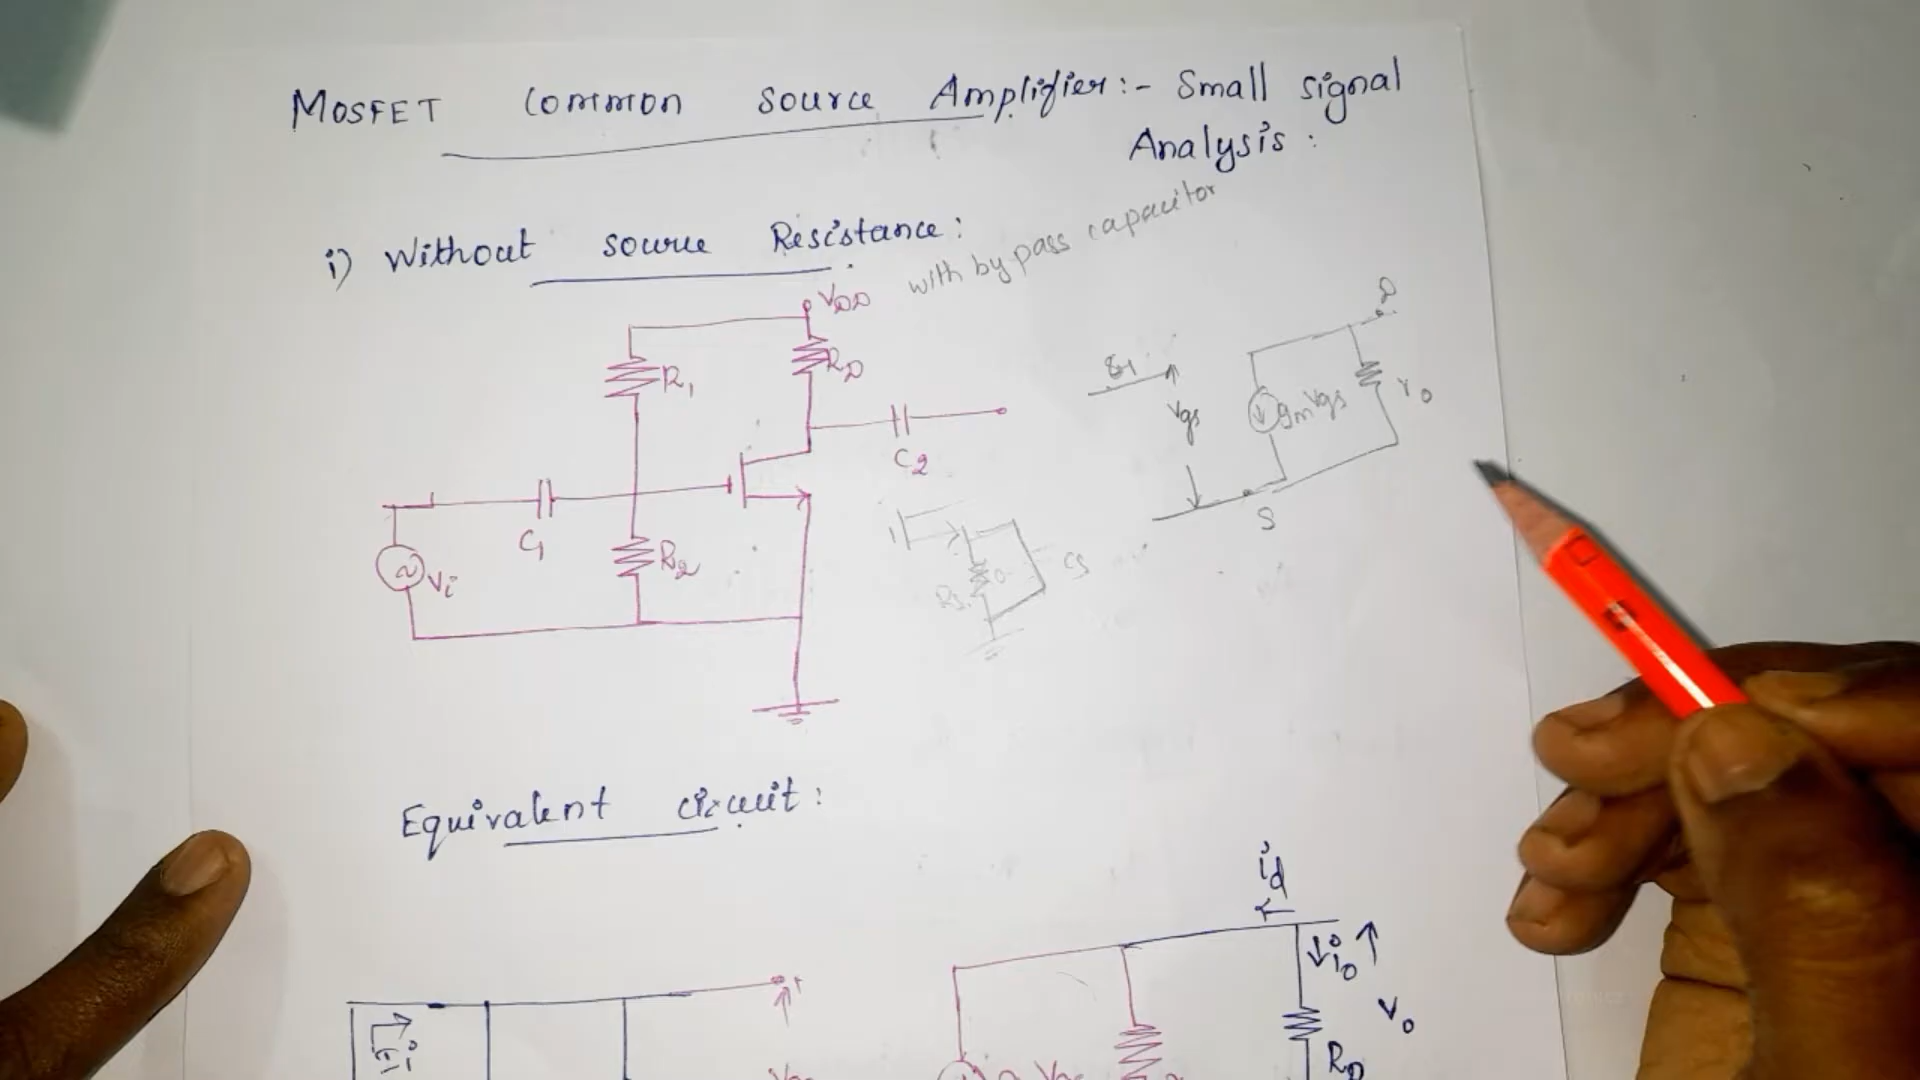 MOSFET common source Amplifier:- Small signal
Analysis:
i) Without source Resistance:
with by pass capacitor
VDD
R1
RD
C2
C1
R2
Vi
G
Vgs
gmVgs
ro
D
S
Rs
Cs
Equivalent circuit:
id
io
Vo
RD